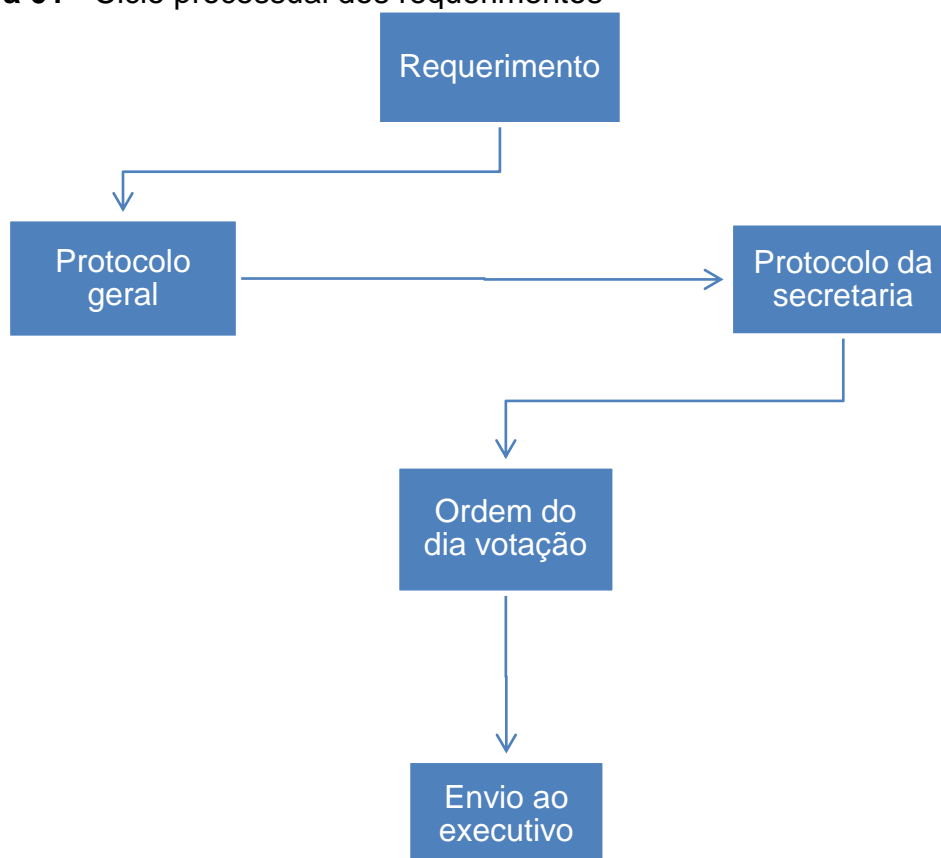 Ciclo processual dos requerimentos
Requerimento
Protocolo
geral
Protocolo da
secretaria
Ordem do
dia votação
Envio ao
executivo